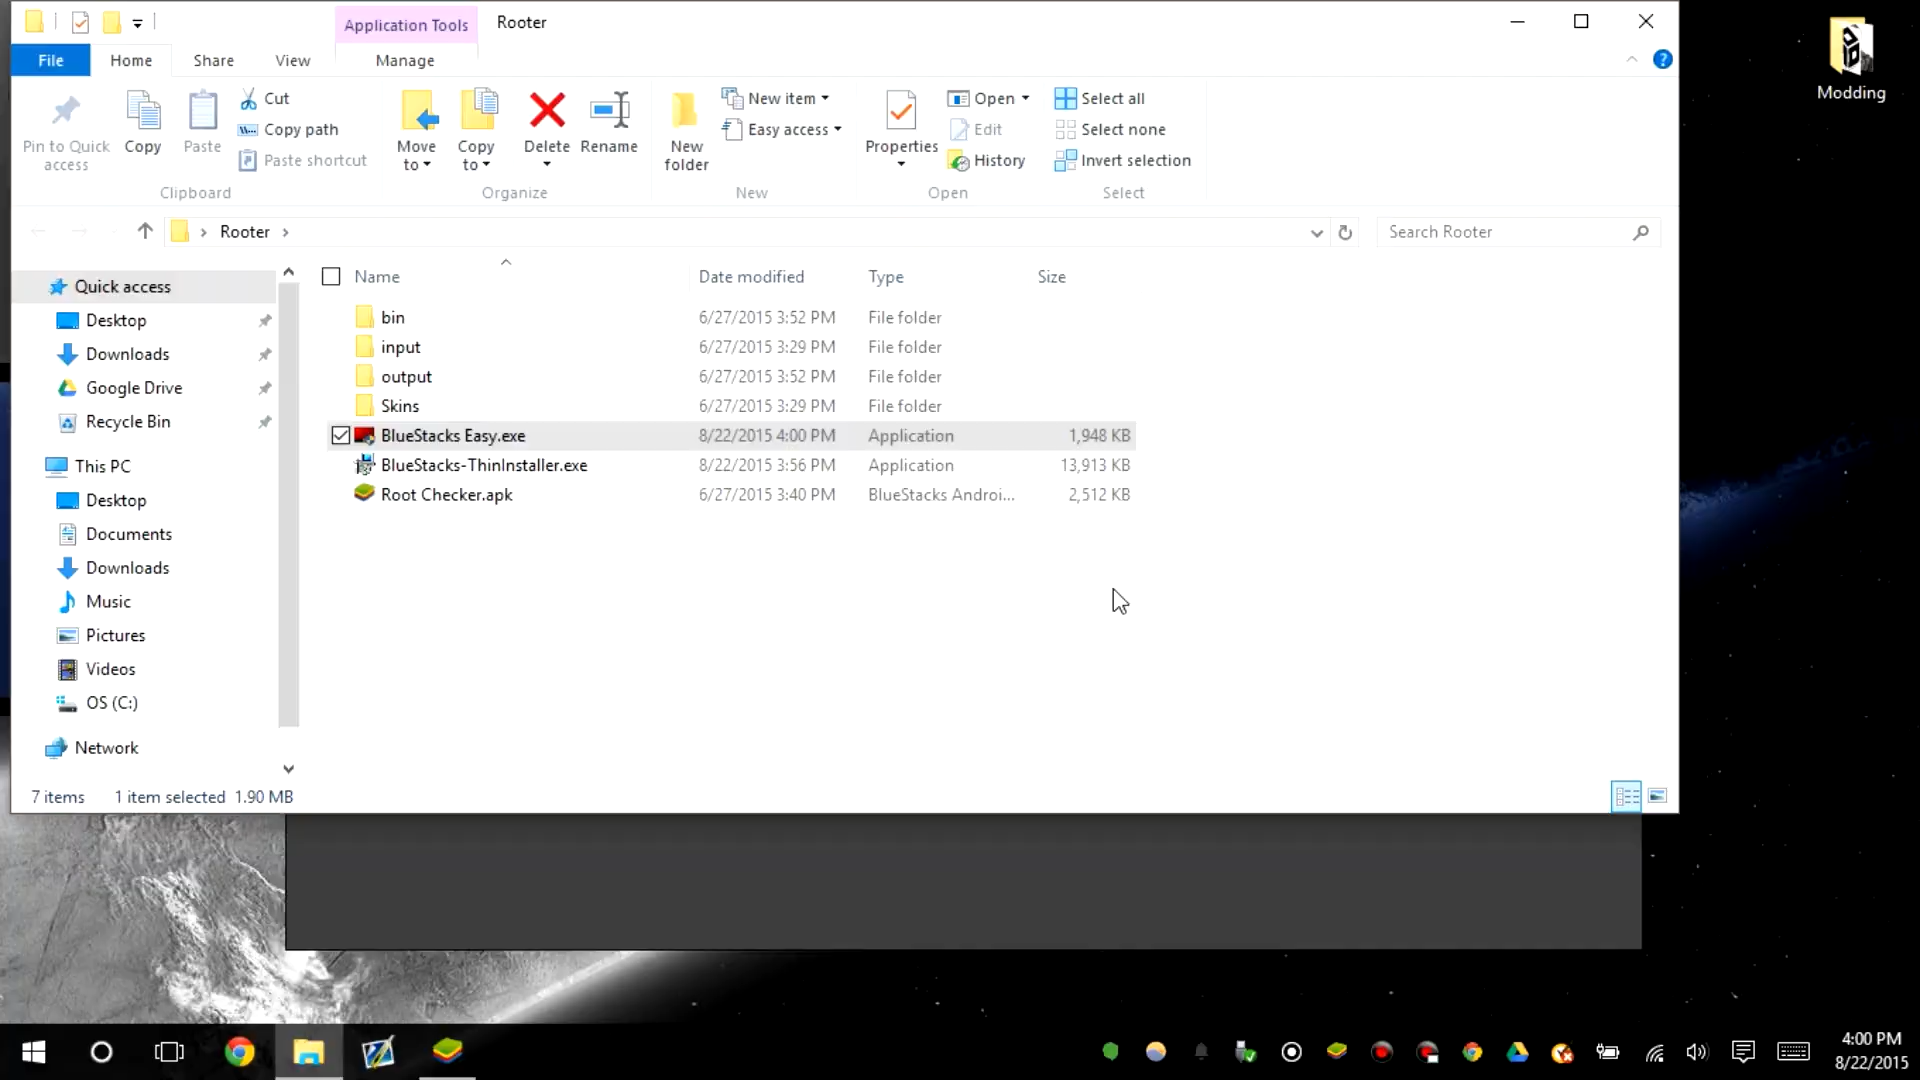 Application Tools
Rooter
File
Home
Share
View
Manage
Pin to Quick access
Copy
Paste
Cut
Copy path
Paste shortcut
Clipboard
Move to
Copy to
Delete
Rename
Organize
New folder
New item
Easy access
New
Properties
Open
Edit
History
Open
Select all
Select none
Invert selection
Select
Rooter
Search Rooter
Quick access
Desktop
Downloads
Google Drive
Recycle Bin
This PC
Desktop
Documents
Downloads
Music
Pictures
Videos
OS (C:)
Network
Name Date modified Type Size
bin 6/27/2015 3:52 PM File folder
input 6/27/2015 3:29 PM File folder
output 6/27/2015 3:52 PM File folder
Skins 6/27/2015 3:29 PM File folder
BlueStacks Easy.exe 8/22/2015 4:00 PM Application 1,948 KB
BlueStacks-ThinInstaller.exe 8/22/2015 3:56 PM Application 13,913 KB
Root Checker.apk 6/27/2015 3:40 PM BlueStacks Androi... 2,512 KB
7 items 1 item selected 1.90 MB
Modding
4:00 PM
8/22/2015